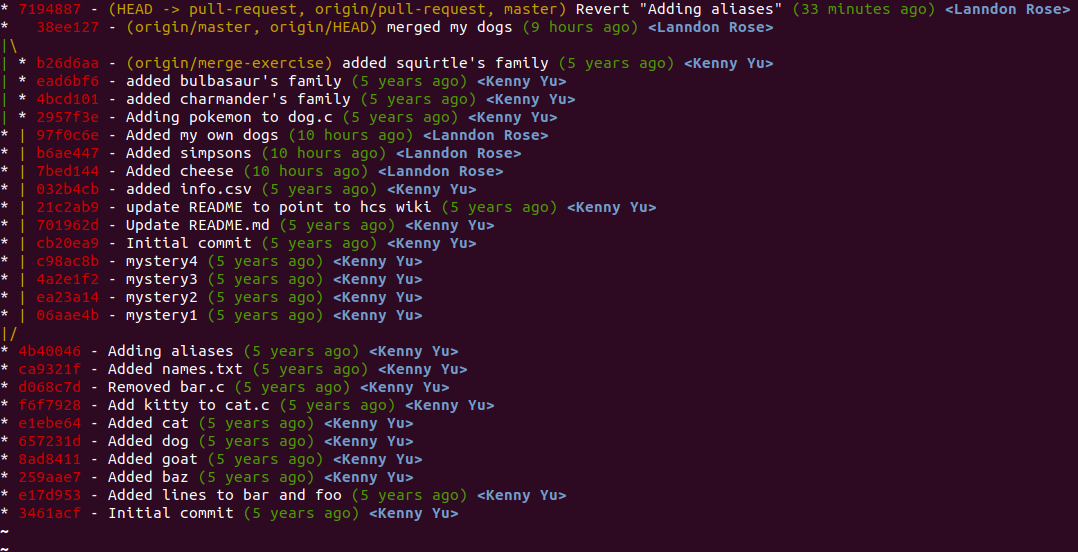 * 7194887 - (HEAD -> pull-request, origin/pull-request, master) Revert "Adding aliases" (33 minutes ago) <Lanndon Rose>
    38ee127 - (origin/master, origin/HEAD) merged my dogs (9 hours ago) <Lanndon Rose>
|\
| * b26d6aa - (origin/merge-exercise) added squirtle's family (5 years ago) <Kenny Yu>
| * ead6bf6 - added bulbasaur's family (5 years ago) <Kenny Yu>
| * 4bcd101 - added charmander's family (5 years ago) <Kenny Yu>
| * 2957f3e - Adding pokemon to dog.c (5 years ago) <Kenny Yu>
* | 97f0c6e - Added my own dogs (10 hours ago) <Lanndon Rose>
* | b6ae447 - Added simpsons (10 hours ago) <Lanndon Rose>
* | 7bed144 - Added cheese (10 hours ago) <Lanndon Rose>
* | 032b4cb - added info.csv (5 years ago) <Kenny Yu>
* | 21c2ab9 - update README to point to hcs wiki (5 years ago) <Kenny Yu>
* | 701962d - Update README.md (5 years ago) <Kenny Yu>
* | cb20ea9 - Initial commit (5 years ago) <Kenny Yu>
* | c98ac8b - mystery4 (5 years ago) <Kenny Yu>
* | 4a2e1f2 - mystery3 (5 years ago) <Kenny Yu>
* | ea23a14 - mystery2 (5 years ago) <Kenny Yu>
* | 06aae4b - mystery1 (5 years ago) <Kenny Yu>
|/
* 4b40046 - Adding aliases (5 years ago) <Kenny Yu>
* ca9321f - Added names.txt (5 years ago) <Kenny Yu>
* d068c7d - Removed bar.c (5 years ago) <Kenny Yu>
* f6f7928 - Add kitty to cat.c (5 years ago) <Kenny Yu>
* e1ebe64 - Added cat (5 years ago) <Kenny Yu>
* 657231d - Added dog (5 years ago) <Kenny Yu>
* 8ad8411 - Added goat (5 years ago) <Kenny Yu>
* 259aae7 - Added baz (5 years ago) <Kenny Yu>
* e17d953 - Added lines to bar and foo (5 years ago) <Kenny Yu>
* 3461acf - Initial commit (5 years ago) <Kenny Yu>
~
~